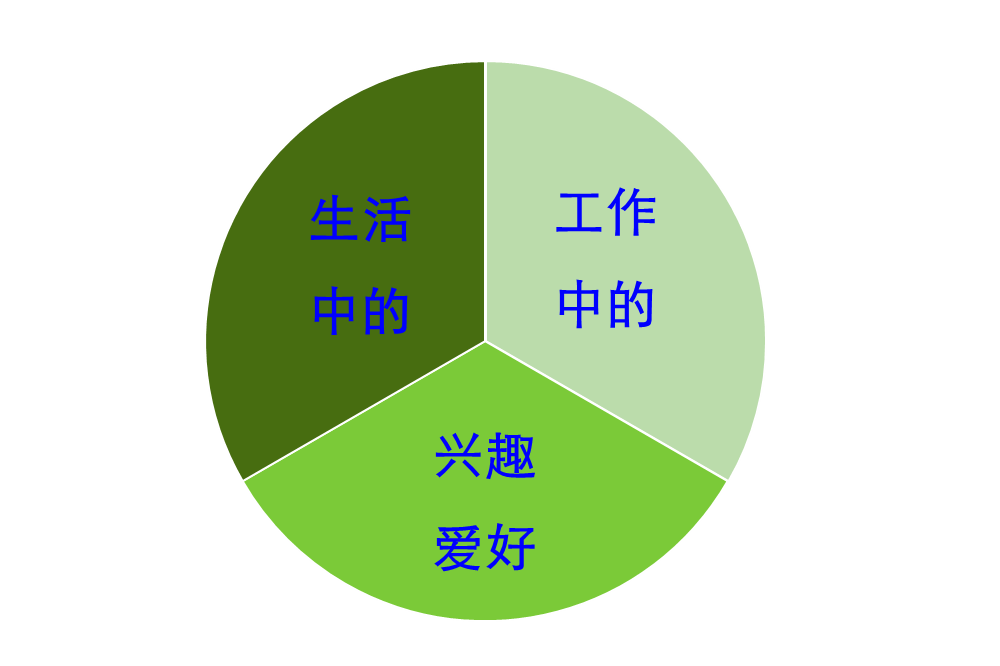 生活
中的
工作
中的
兴趣
爱好